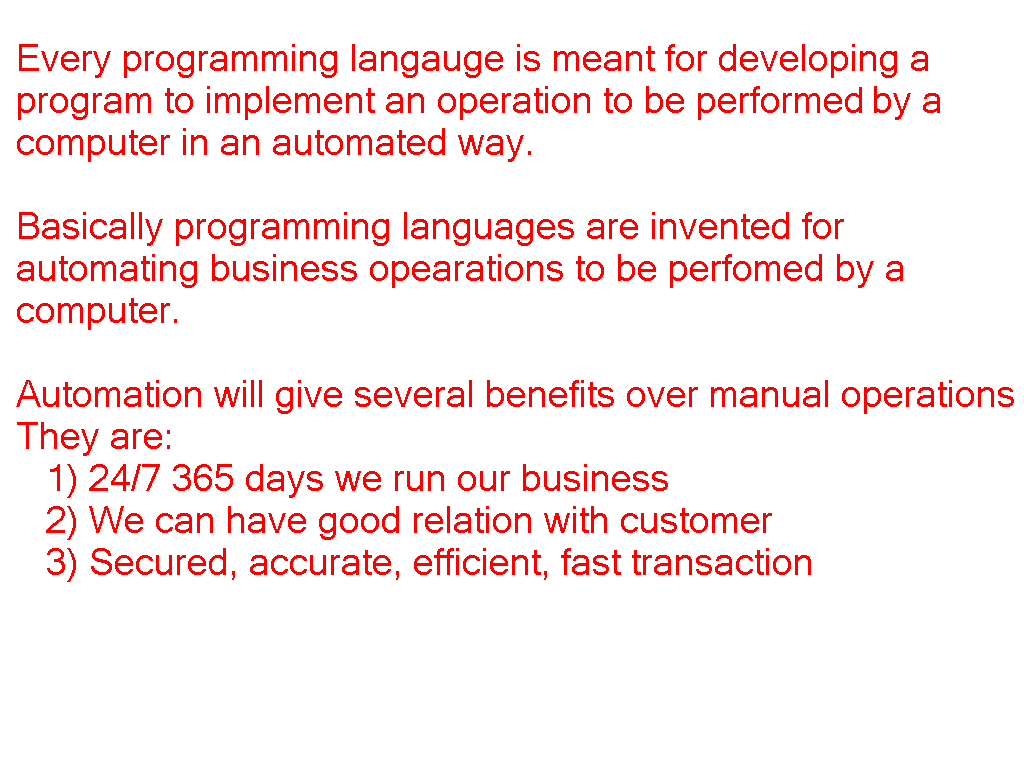 Every programming langauge is meant for developing a
program to implement an operation to be performed by a
computer in an automated way.
Basically programming languages are invented for
automating business opearations to be perfomed by a
computer.
Automation will give several benefits over manual operations
They are:
1) 24/7 365 days we run our business
2) We can have good relation with customer
3) Secured, accurate, efficient, fast transaction